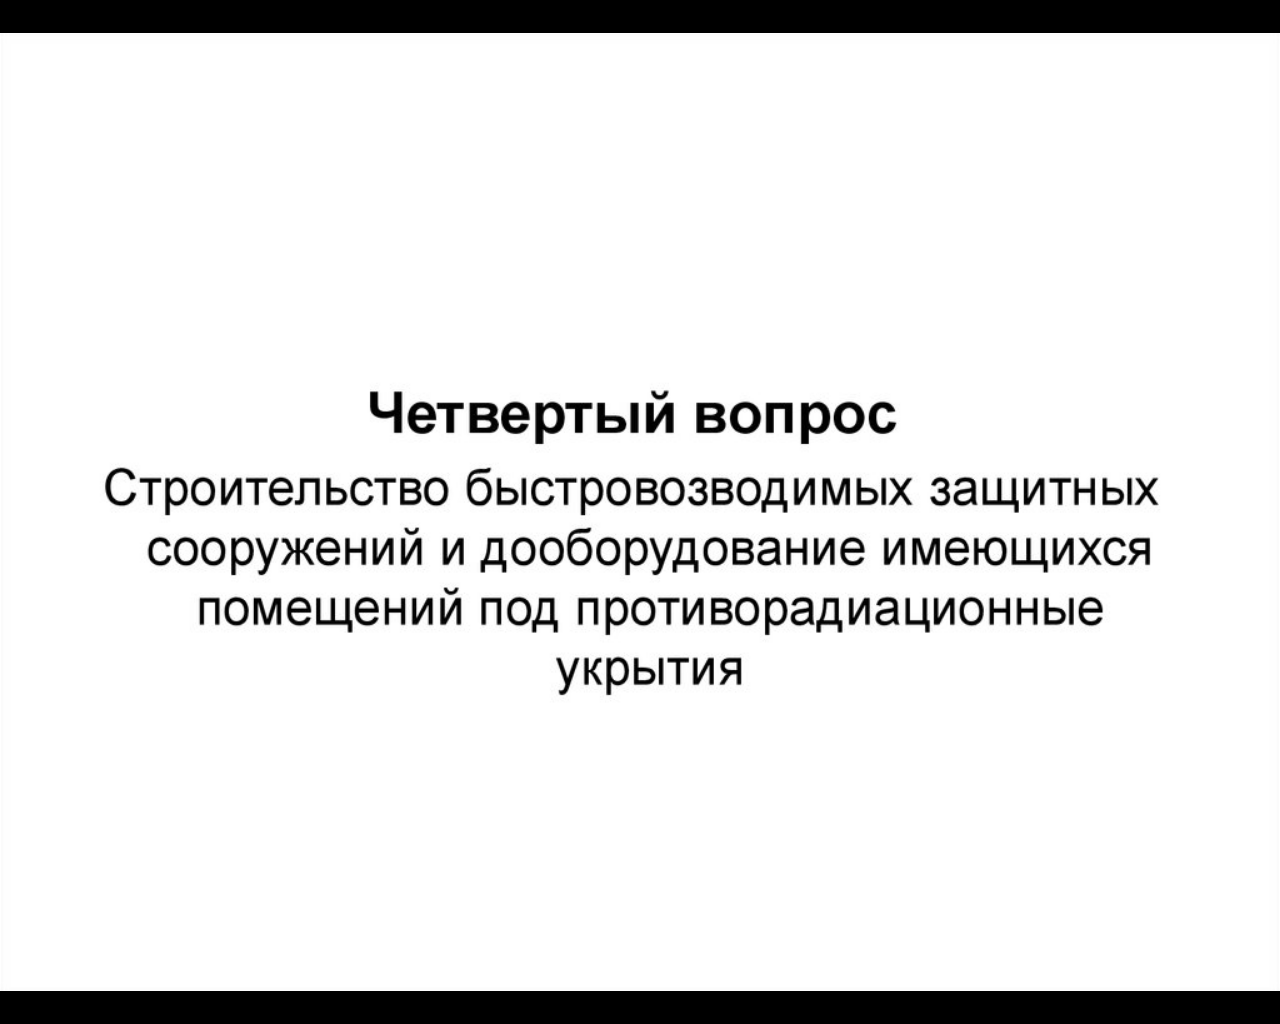 Четвертый вопрос
Строительство быстровозводимых защитных
сооружений и дооборудование имеющихся
помещений под противорадиационные
укрытия